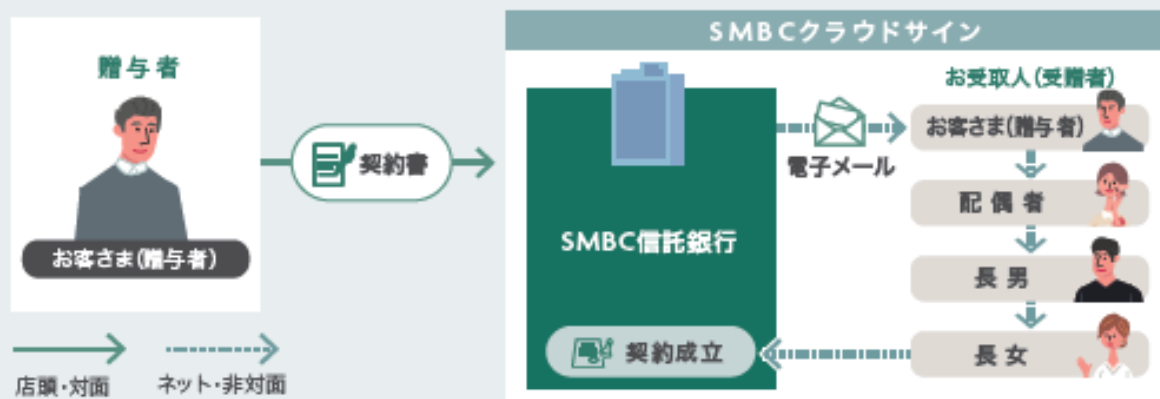 贈与者
お客さま(贈与者)
店頭・対面
ネット・非対面
契約書
SMBCクラウドサイン
SMBC信託銀行
契約成立
電子メール
お受取人(受贈者)
お客さま(贈与者)
配偶者
長男
長女